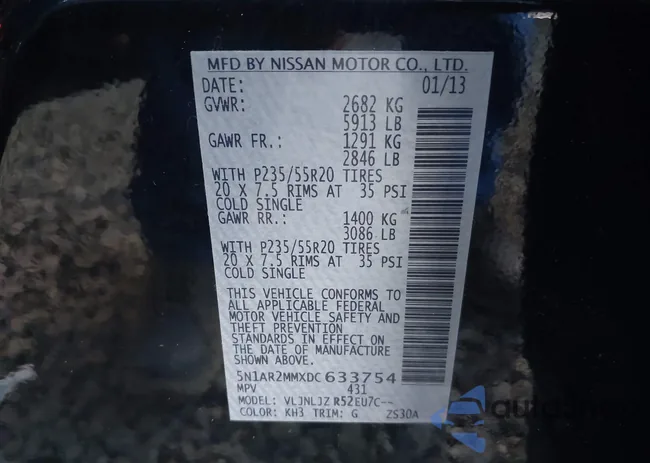 MFD BY NISSAN MOTOR CO., LTD.
DATE: 01/13
GVWR: 2682 KG
5913 LB
GAWR FR.: 1291 KG
2846 LB
WITH P235/55R20 TIRES
20 X 7.5 RIMS AT 35 PSI
COLD SINGLE
GAWR RR.: 1400 KG
3086 LB
WITH P235/55R20 TIRES
20 X 7.5 RIMS AT 35 PSI
COLD SINGLE
THIS VEHICLE CONFORMS TO
ALL APPLICABLE FEDERAL
MOTOR VEHICLE SAFETY AND
THEFT PREVENTION
STANDARDS IN EFFECT ON
THE DATE OF MANUFACTURE
SHOWN ABOVE.
5N1AR2MMXDC 633754
MPV 431
MODEL: VLJNLJZ R52EU7C--
COLOR: KH3 TRIM: G ZS30A